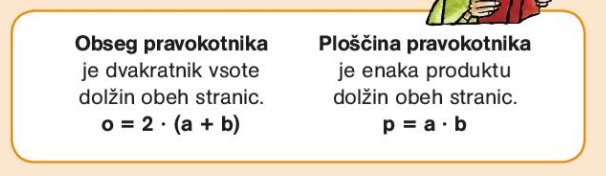 Obseg pravokotnika
je dvakratnik vsote
dolžin obeh stranic.
o = 2 · (a + b)
Ploščina pravokotnika
je enaka produktu
dolžin obeh stranic.
p = a · b